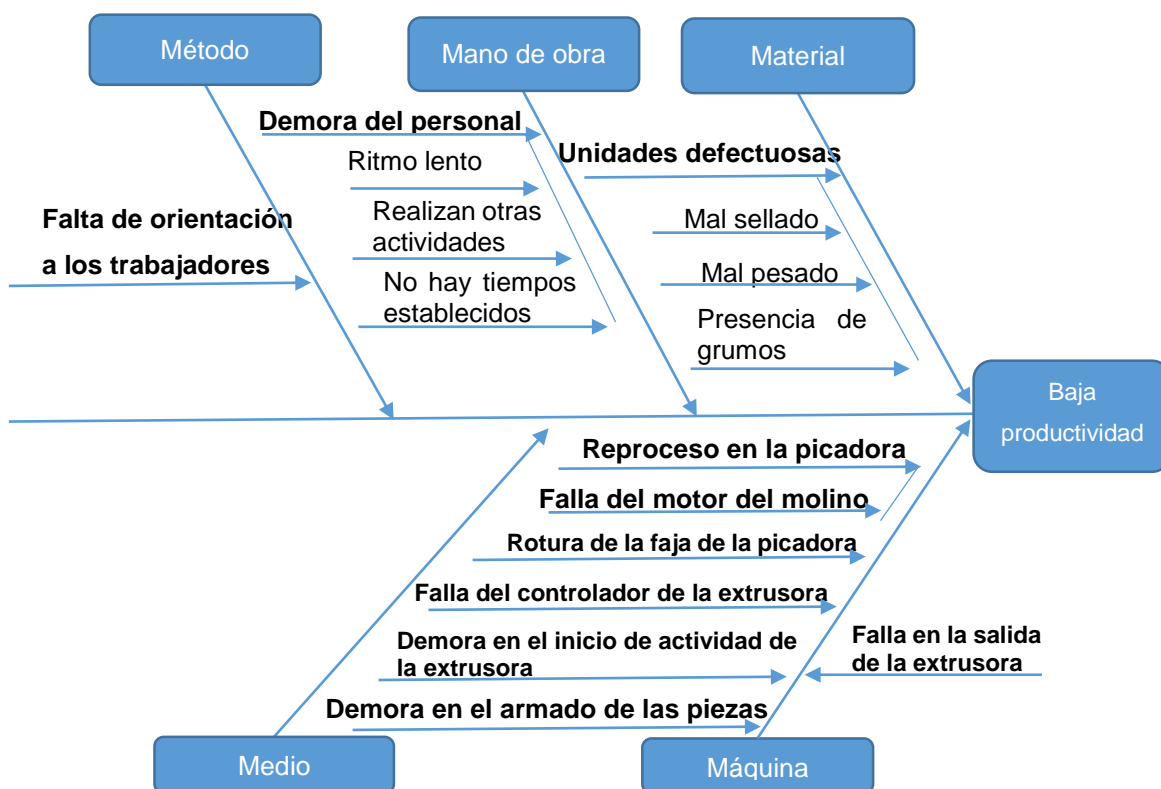 Método
Mano de obra
Material
Demora del personal
Ritmo lento
Realizan otras
actividades
No hay tiempos
establecidos
Unidades defectuosas
Mal sellado
Mal pesado
Presencia de
grumos
Falta de orientación
a los trabajadores
Baja
productividad
Reproceso en la picadora
Falla del motor del molino
Rotura de la faja de la picadora
Falla del controlador de la extrusora
Demora en el inicio de actividad de
la extrusora
Falla en la salida
de la extrusora
Demora en el armado de las piezas
Medio
Máquina